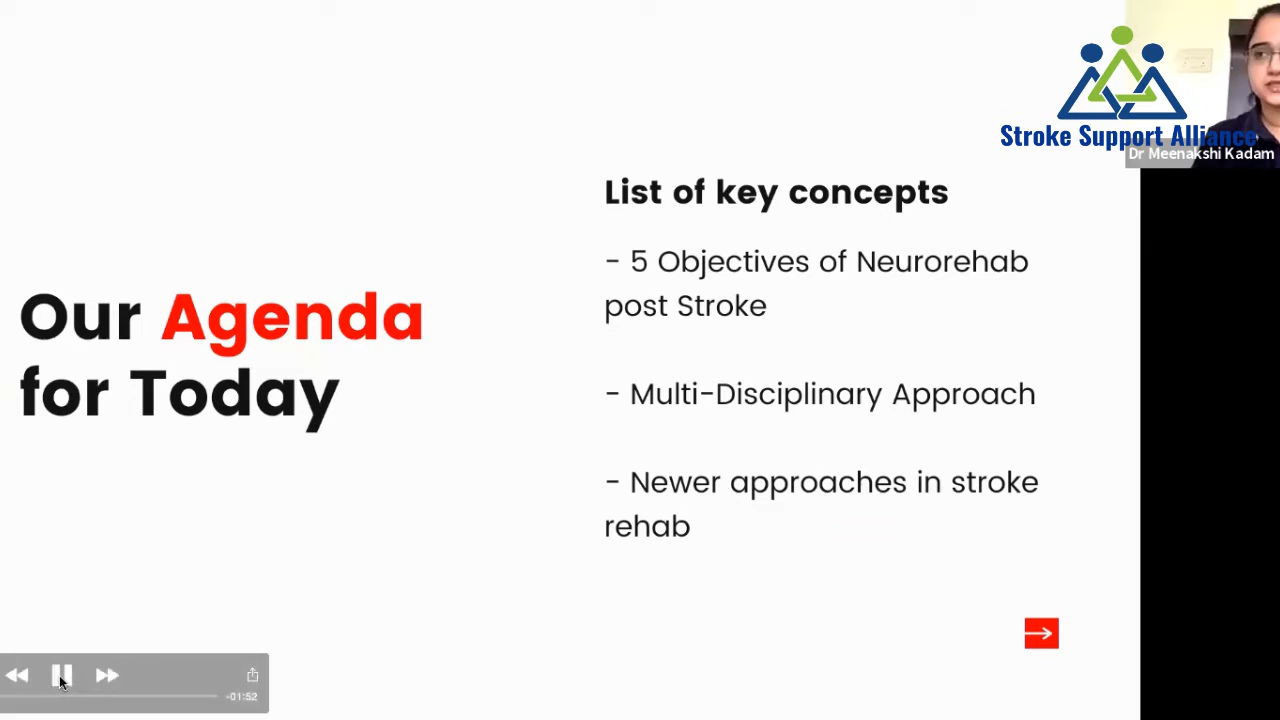 Stroke Support Alliance
Dr Meenakshi Kadam
List of key concepts
- 5 Objectives of Neurorehab
post Stroke
Our Agenda
for Today
- Multi-Disciplinary Approach
- Newer approaches in stroke
rehab
-01:52